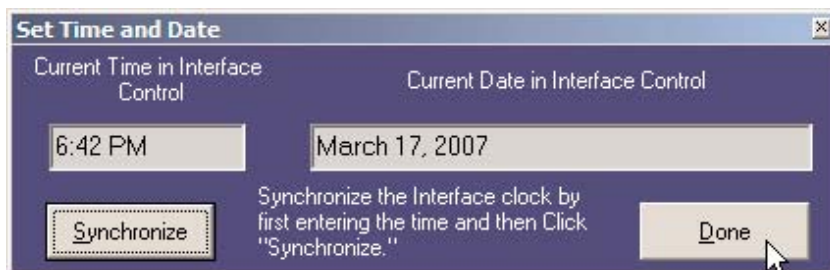 Set Time and Date
Current Time in Interface
Control
Current Date in Interface Control
6:42 PM
March 17, 2007
Synchronize
Synchronize the Interface clock by
first entering the time and then Click
"Synchronize."
Done